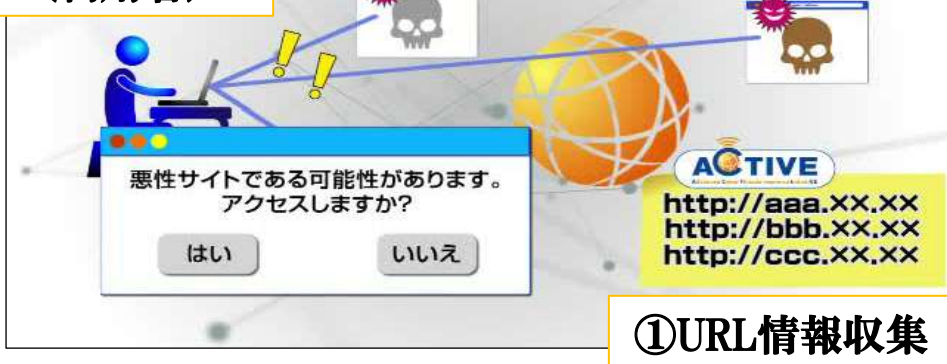 悪性サイトである可能性があります。
アクセスしますか?
はい
いいえ
ACTIVE
http://aaa.××.××
http://bbb.××.××
http://ccc.××.××
①URL情報収集